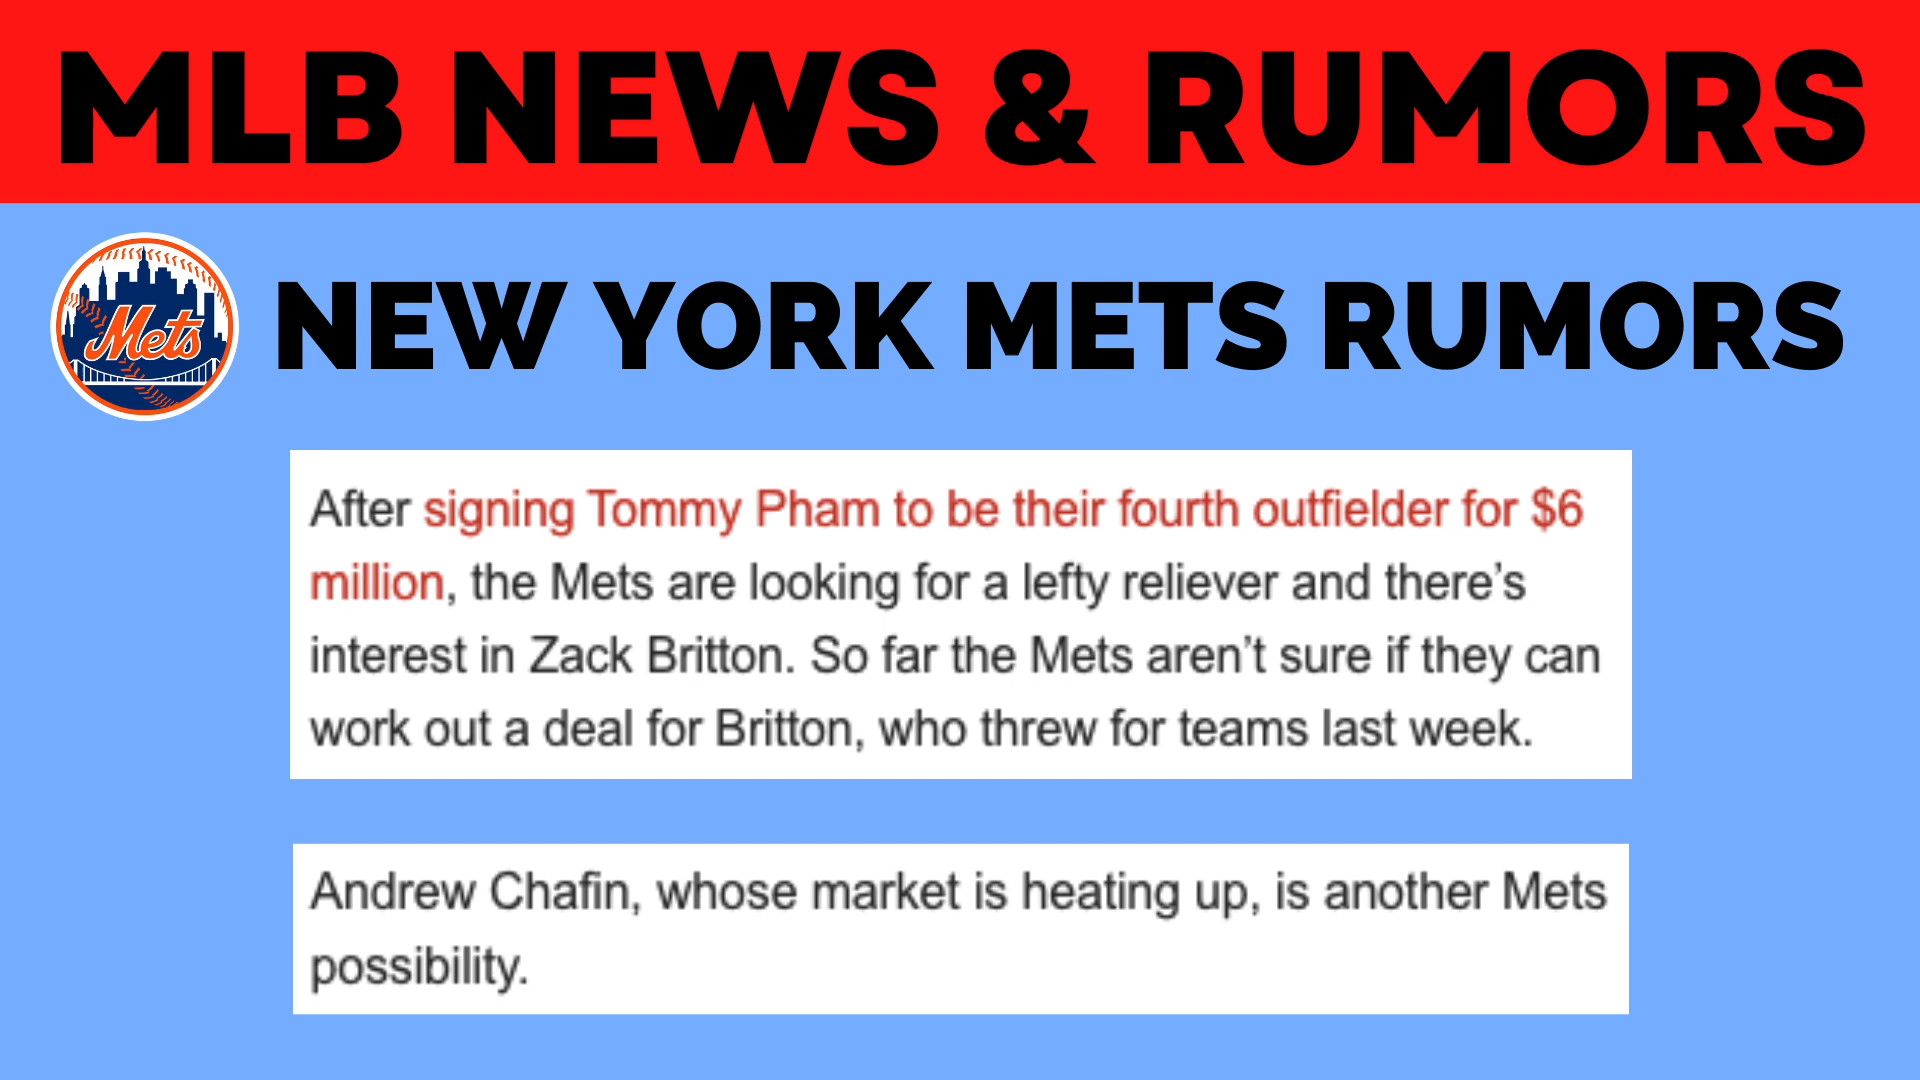 MLB NEWS & RUMORS
Mets
NEW YORK METS RUMORS
After signing Tommy Pham to be their fourth outfielder for $6
million, the Mets are looking for a lefty reliever and there’s
interest in Zack Britton. So far the Mets aren’t sure if they can
work out a deal for Britton, who threw for teams last week.
Andrew Chafin, whose market is heating up, is another Mets
possibility.